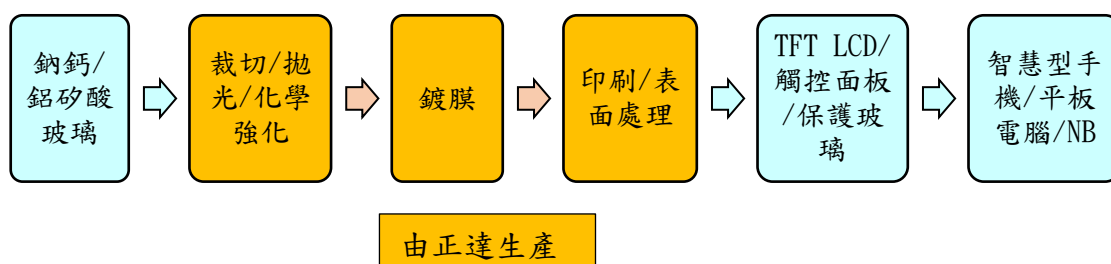 鈉鈣/
鋁矽酸
玻璃
裁切/拋
光/化學
強化
鍍膜
印刷/表
面處理
TFT LCD/
觸控面板
/保護玻
璃
智慧型手
機/平板
電腦/NB
由正達生產